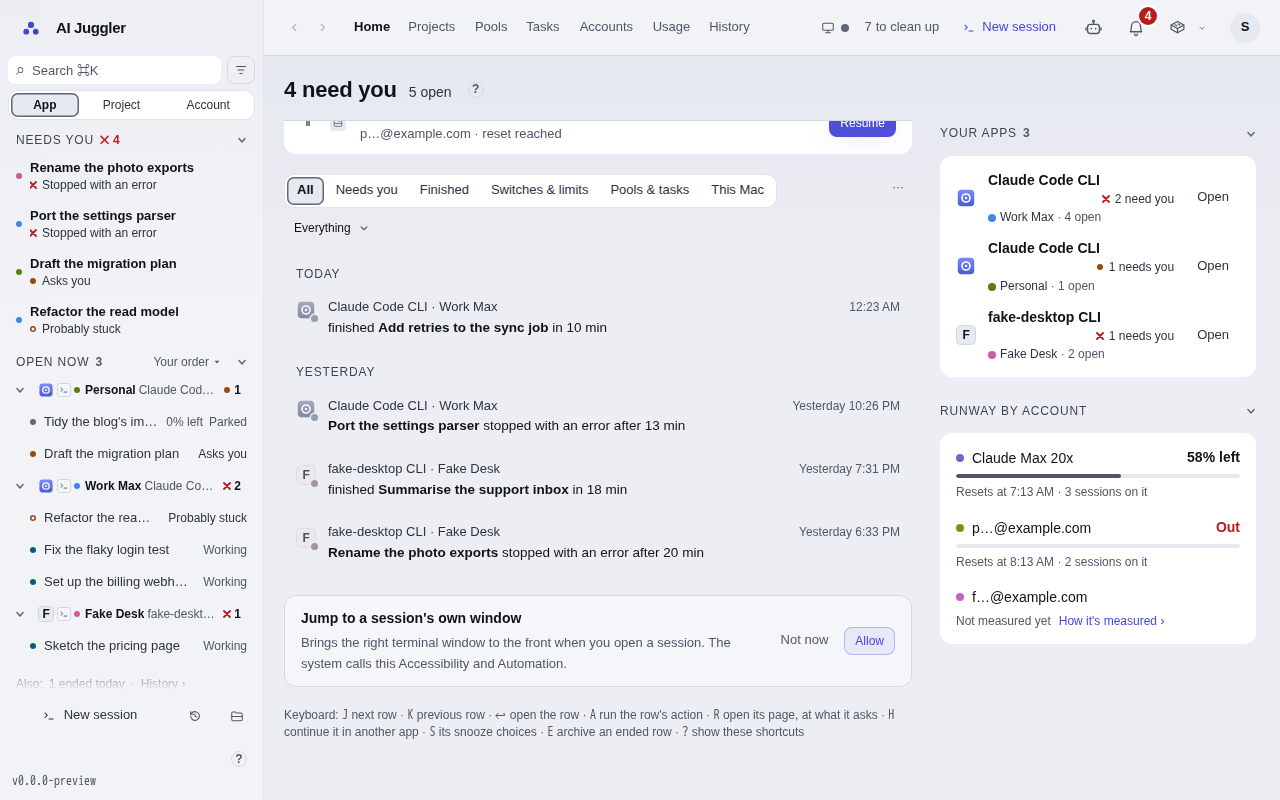 AI Juggler
Search ⌘K
App Project Account
NEEDS YOU 4
Rename the photo exports
Stopped with an error
Port the settings parser
Stopped with an error
Draft the migration plan
Asks you
Refactor the read model
Probably stuck
OPEN NOW 3 Your order
Personal Claude Cod… 1
Tidy the blog's im… 0% left Parked
Draft the migration plan Asks you
Work Max Claude Co… 2
Refactor the rea… Probably stuck
Fix the flaky login test Working
Set up the billing webh… Working
F Fake Desk fake-deskt… 1
Sketch the pricing page Working
Also: 1 ended today · History ›
New session
?
v0.0.0-preview
Home Projects Pools Tasks Accounts Usage History 7 to clean up New session 4 S
4 need you 5 open ?
p…@example.com · reset reached Resume
All Needs you Finished Switches & limits Pools & tasks This Mac …
Everything
TODAY
Claude Code CLI · Work Max 12:23 AM
finished Add retries to the sync job in 10 min
YESTERDAY
Claude Code CLI · Work Max Yesterday 10:26 PM
Port the settings parser stopped with an error after 13 min
F fake-desktop CLI · Fake Desk Yesterday 7:31 PM
finished Summarise the support inbox in 18 min
F fake-desktop CLI · Fake Desk Yesterday 6:33 PM
Rename the photo exports stopped with an error after 20 min
Jump to a session's own window
Brings the right terminal window to the front when you open a session. The
system calls this Accessibility and Automation.
Not now Allow
Keyboard: J next row · K previous row · ↩ open the row · A run the row's action · R open its page, at what it asks · H
continue it in another app · S its snooze choices · E archive an ended row · ? show these shortcuts
YOUR APPS 3
Claude Code CLI
2 need you Open
Work Max · 4 open
Claude Code CLI
1 needs you Open
Personal · 1 open
fake-desktop CLI
F 1 needs you Open
Fake Desk · 2 open
RUNWAY BY ACCOUNT
Claude Max 20x 58% left
Resets at 7:13 AM · 3 sessions on it
p…@example.com Out
Resets at 8:13 AM · 2 sessions on it
f…@example.com
Not measured yet How it's measured ›